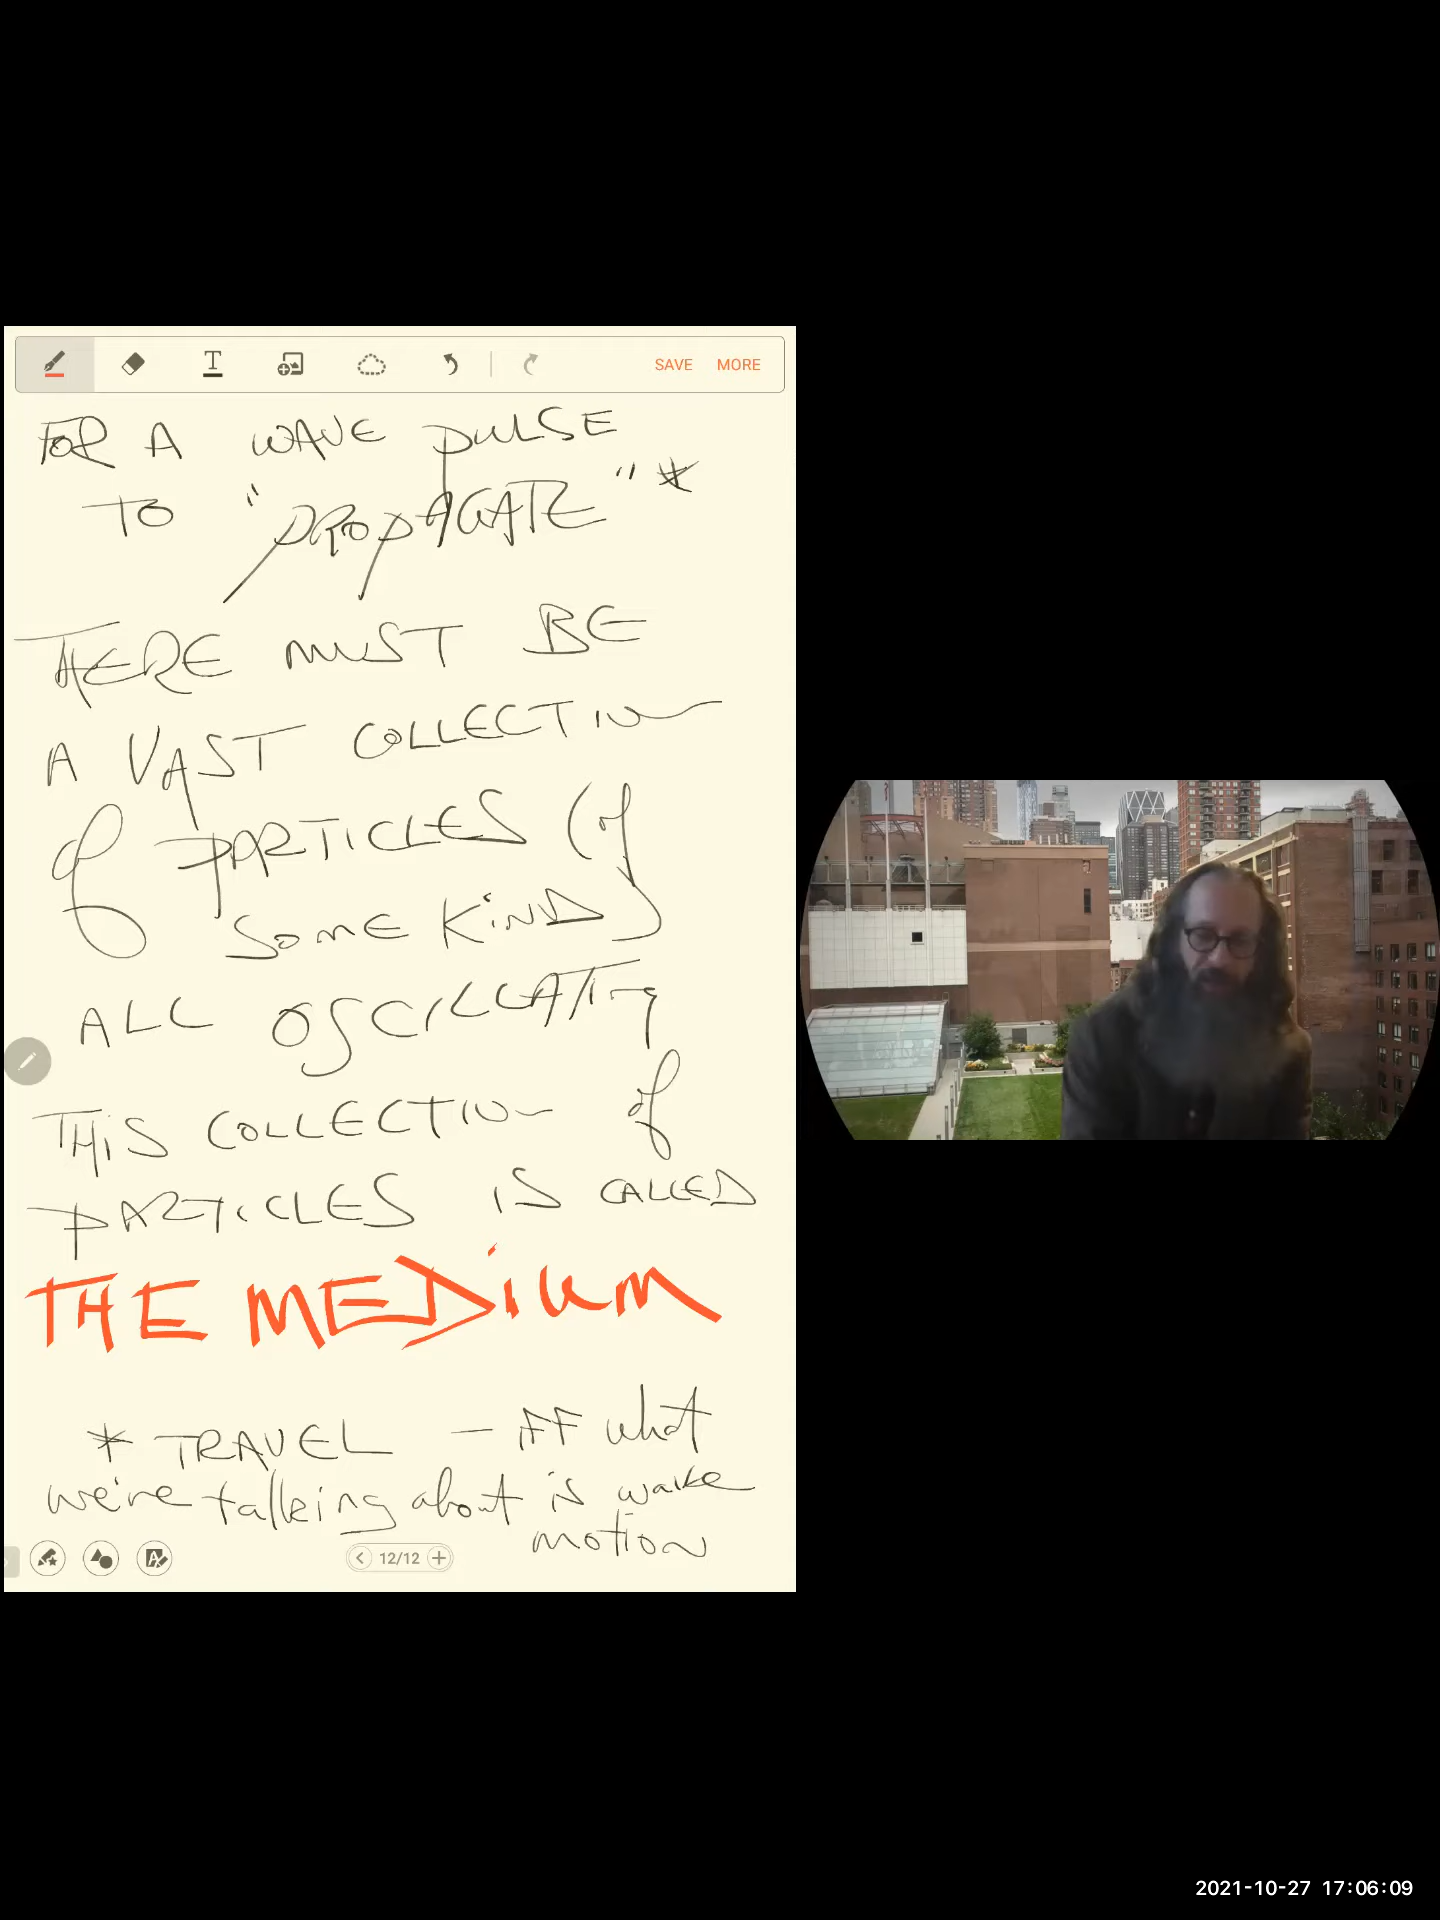 SAVE MORE
FOR A WAVE PULSE
TO "PROPAGATE" *
THERE MUST BE
A VAST COLLECTION
of PARTICLES (of
SOME KIND)
ALL OSCILLATING
THIS COLLECTION of
PARTICLES IS CALLED
THE MEDIUM
* TRAVEL - IFF what
we're talking about is wave
motion
12/12
2021-10-27 17:06:09